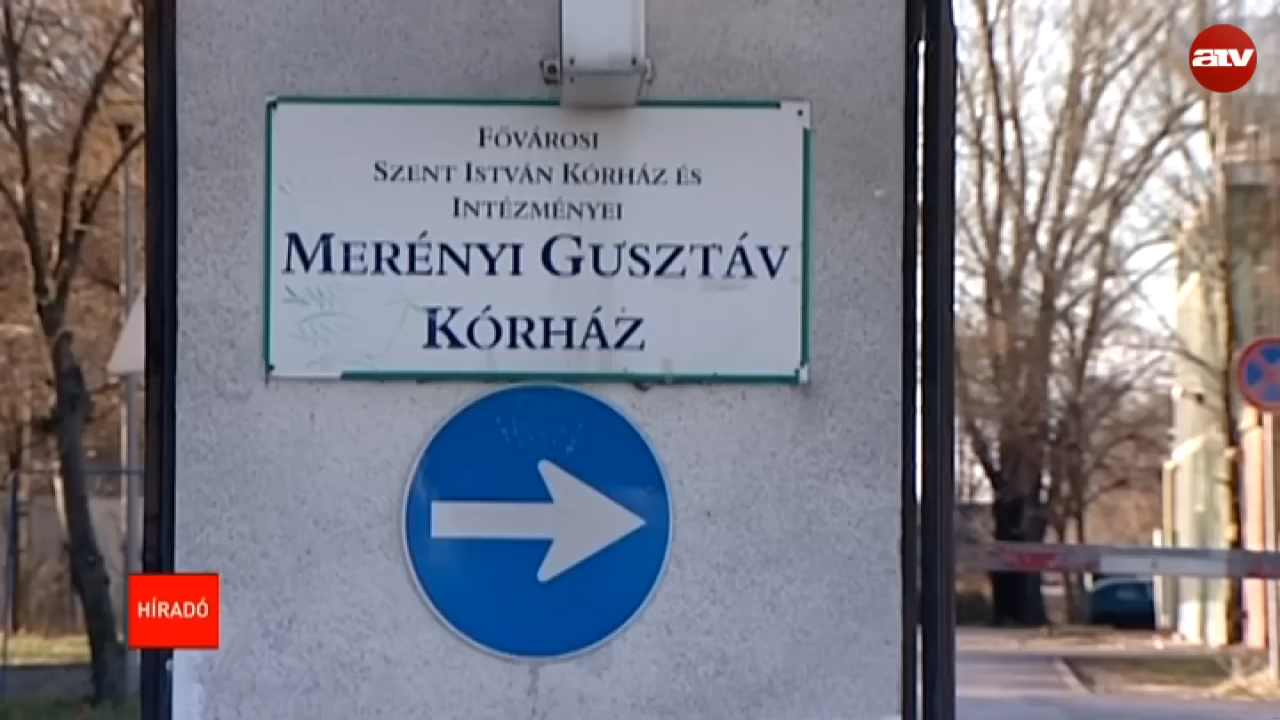 atv
FŐVÁROSI
SZENT ISTVÁN KÓRHÁZ ÉS
INTÉZMÉNYEI
MERÉNYI GUSZTÁV
KÓRHÁZ
HÍRADÓ